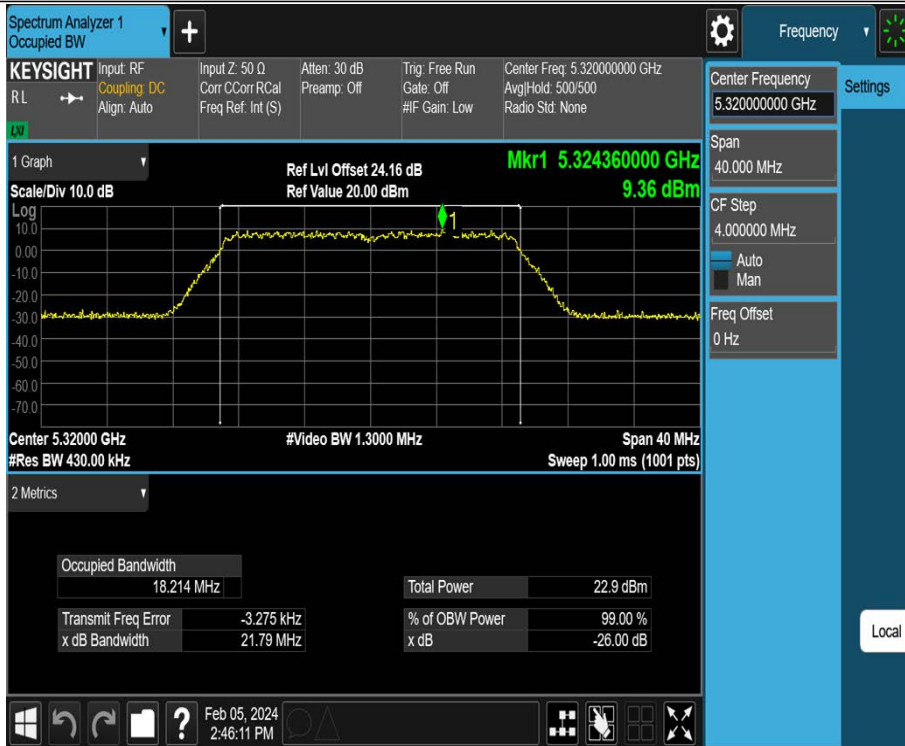 Spectrum Analyzer 1
Occupied BW
+
Frequency
KEYSIGHT
RL
LXI
Input: RF
Coupling: DC
Align: Auto
Input Z: 50 Ω
Corr CCorr RCal
Freq Ref: Int (S)
Atten: 30 dB
Preamp: Off
Trig: Free Run
Gate: Off
#IF Gain: Low
Center Freq: 5.320000000 GHz
Avg|Hold: 500/500
Radio Std: None
Center Frequency
5.320000000 GHz
Settings
Span
40.000 MHz
CF Step
4.000000 MHz
Auto
Man
Freq Offset
0 Hz
Local
1 Graph
Scale/Div 10.0 dB
Ref Lvl Offset 24.16 dB
Ref Value 20.00 dBm
Mkr1 5.324360000 GHz
9.36 dBm
Log
10.0
0.00
-10.0
-20.0
-30.0
-40.0
-50.0
-60.0
-70.0
1
Center 5.32000 GHz
#Video BW 1.3000 MHz
Span 40 MHz
#Res BW 430.00 kHz
Sweep 1.00 ms (1001 pts)
2 Metrics
Occupied Bandwidth
18.214 MHz
Total Power 22.9 dBm
Transmit Freq Error -3.275 kHz
% of OBW Power 99.00 %
x dB Bandwidth 21.79 MHz
x dB -26.00 dB
?
Feb 05, 2024
2:46:11 PM